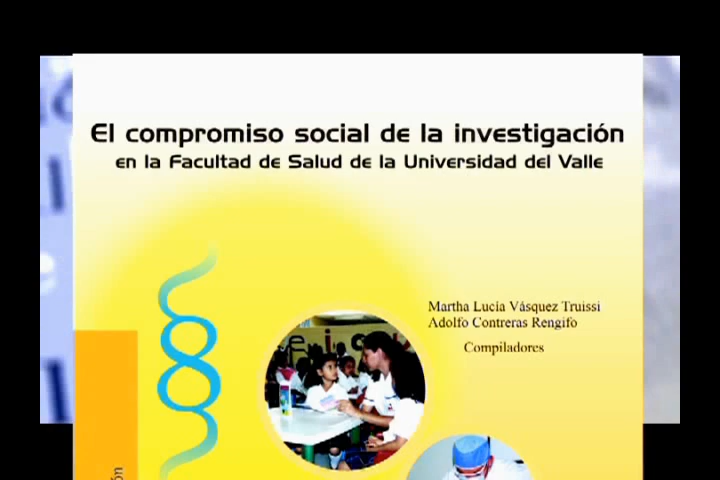 El compromiso social de la investigación
en la Facultad de Salud de la Universidad del Valle
Martha Lucía Vásquez Truissi
Adolfo Contreras Rengifo
Compiladores